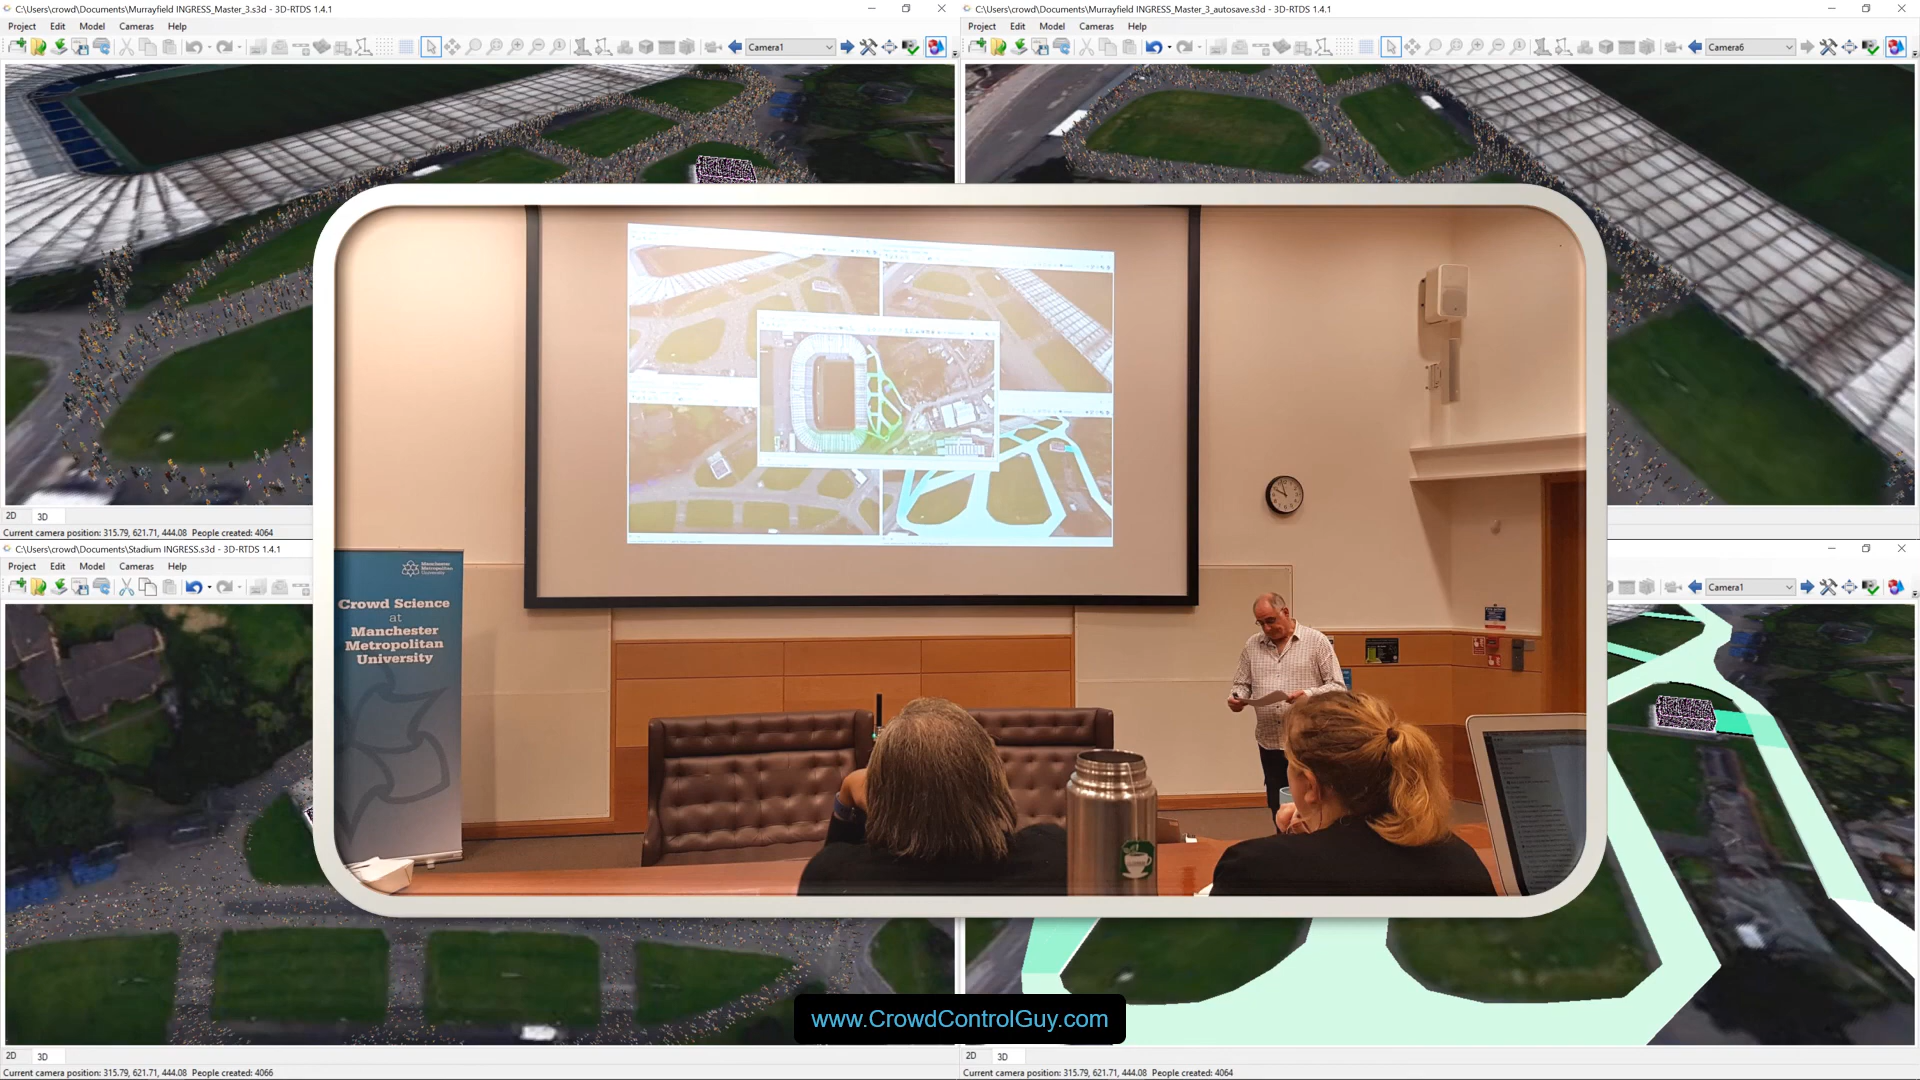 C:\Users\crowd\Documents\Murrayfield INGRESS_Master_3.s3d - 3D-RTDS 1.4.1
Project Edit Model Cameras Help
Camera1
C:\Users\crowd\Documents\Murrayfield INGRESS_Master_3_autosave.s3d - 3D-RTDS 1.4.1
Project Edit Model Cameras Help
Camera6
2D 3D
Current camera position: 315.79, 621.71, 444.08 People created: 4064
C:\Users\crowd\Documents\Stadium INGRESS.s3d - 3D-RTDS 1.4.1
Project Edit Model Cameras Help
Camera1
Manchester
Metropolitan
University
Crowd Science
at
Manchester
Metropolitan
University
www.CrowdControlGuy.com
2D 3D
Current camera position: 315.79, 621.71, 444.08 People created: 4066
2D 3D
Current camera position: 315.79, 621.71, 444.08 People created: 4064